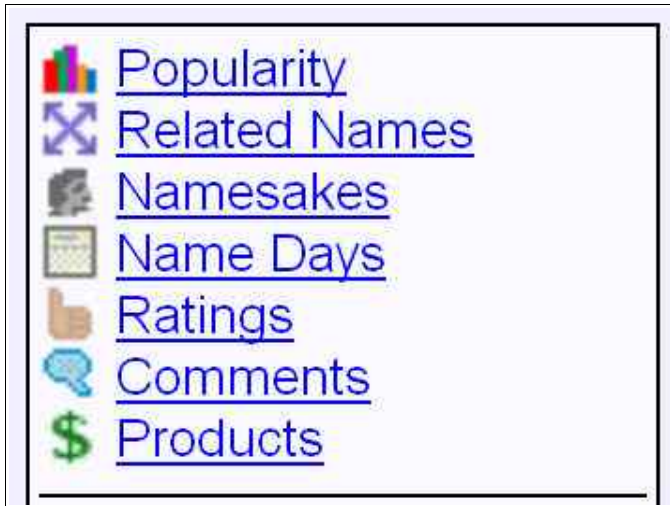 Popularity
Related Names
Namesakes
Name Days
Ratings
Comments
Products